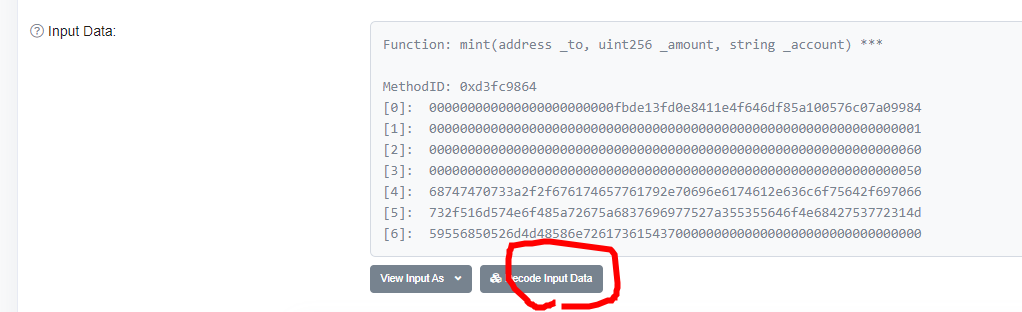 Input Data:
Function: mint(address _to, uint256 _amount, string _account) ***
MethodID: 0xd3fc9864
[0]: 000000000000000000000000fbde13fd0e8411e4f646df85a100576c07a09984
[1]: 0000000000000000000000000000000000000000000000000000000000000001
[2]: 0000000000000000000000000000000000000000000000000000000000000060
[3]: 0000000000000000000000000000000000000000000000000000000000000050
[4]: 68747470733a2f2f676174657761792e70696e6174612e636c6f75642f697066
[5]: 732f516d574e6f485a72675a6837696977527a355355646f4e6842753772314d
[6]: 59556850526d4d48586e72617361543700000000000000000000000000000000
View Input As
Decode Input Data